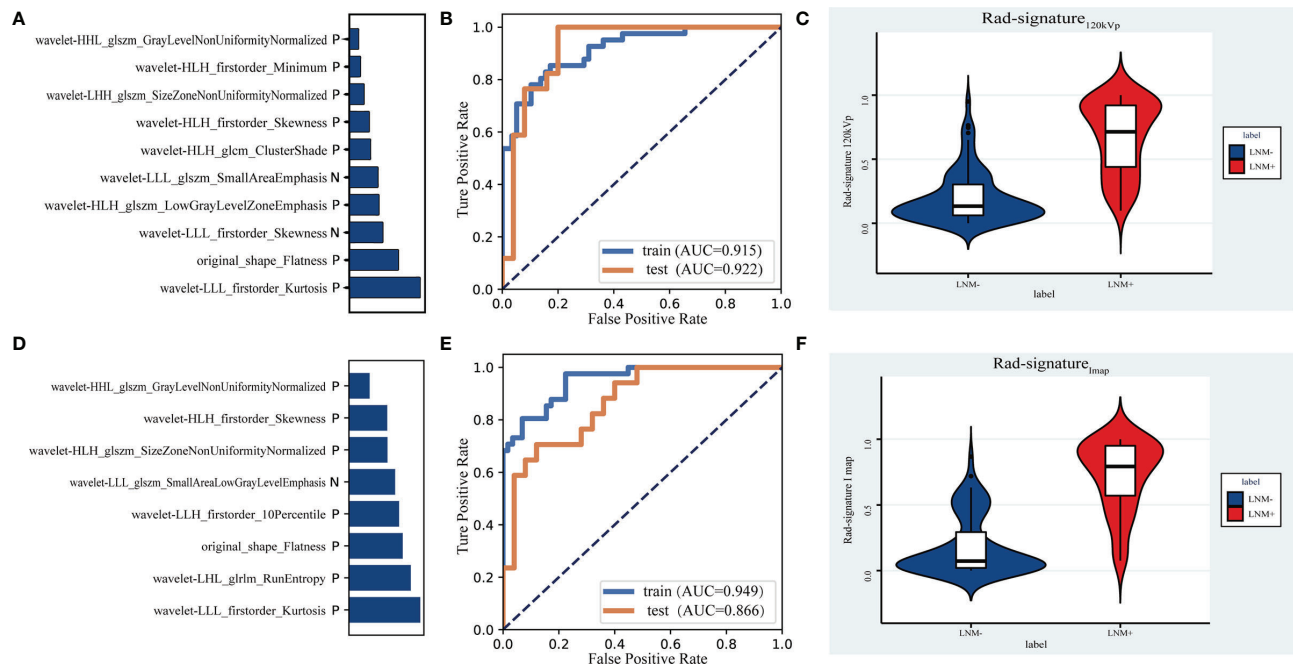 A
wavelet-HHL_glszm_GrayLevelNonUniformityNormalized P
wavelet-HLH_firstorder_Minimum P
wavelet-LHH_glszm_SizeZoneNonUniformityNormalized P
wavelet-HLH_firstorder_Skewness P
wavelet-HLH_glcm_ClusterShade P
wavelet-LLL_glszm_SmallAreaEmphasis N
wavelet-HLH_glszm_LowGrayLevelZoneEmphasis P
wavelet-LLL_firstorder_Skewness N
original_shape_Flatness P
wavelet-LLL_firstorder_Kurtosis P
B
Ture Positive Rate
1.0
0.8
0.6
0.4
0.2
1.0
train (AUC=0.915)
test (AUC=0.922)
0.0 0.2 0.4 0.6 0.8 1.0
False Positive Rate
C
Rad-signature120kVp
Rad-signature 120kVp
1.0
0.5
0.0
label
LNM-
LNM+
LNM- LNM+
label
D
wavelet-HHL_glszm_GrayLevelNonUniformityNormalized P
wavelet-HLH_firstorder_Skewness P
wavelet-HLH_glszm_SizeZoneNonUniformityNormalized P
wavelet-LLL_glszm_SmallAreaLowGrayLevelEmphasis N
wavelet-LLH_firstorder_10Percentile P
original_shape_Flatness P
wavelet-LHL_glrlm_RunEntropy P
wavelet-LLL_firstorder_Kurtosis P
E
Ture Positive Rate
1.0
0.8
0.6
0.4
0.2
0.0
train (AUC=0.949)
test (AUC=0.866)
0.0 0.2 0.4 0.6 0.8 1.0
False Positive Rate
F
Rad-signatureImap
Rad-signature I map
1.0
0.5
0.0
label
LNM-
LNM+
LNM- LNM+
label